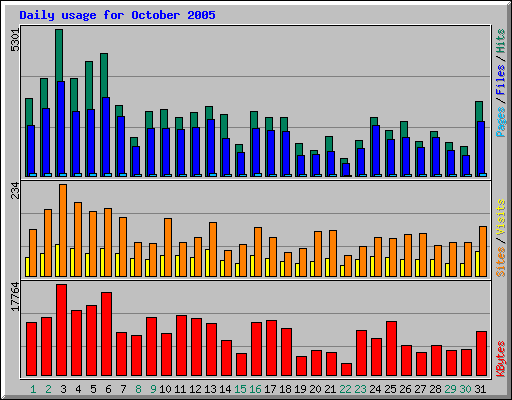 Daily usage for October 2005
5301
Pages / Files / Hits
234
Sites / Visits
17764
KBytes
1 2 3 4 5 6 7 8 9 10 11 12 13 14 15 16 17 18 19 20 21 22 23 24 25 26 27 28 29 30 31